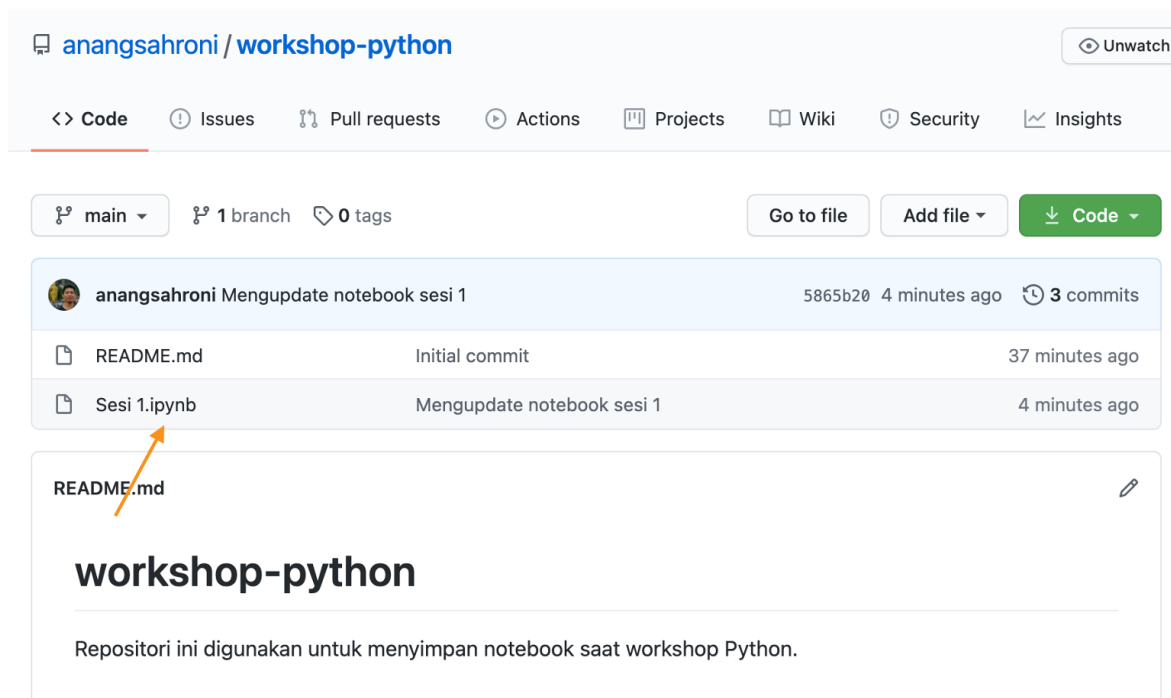 anangsahroni / workshop-python
Unwatch
<> Code Issues Pull requests Actions Projects Wiki Security Insights
main 1 branch 0 tags Go to file Add file Code
anangsahroni Mengupdate notebook sesi 1 5865b20 4 minutes ago 3 commits
README.md Initial commit 37 minutes ago
Sesi 1.ipynb Mengupdate notebook sesi 1 4 minutes ago
README.md
workshop-python
Repositori ini digunakan untuk menyimpan notebook saat workshop Python.